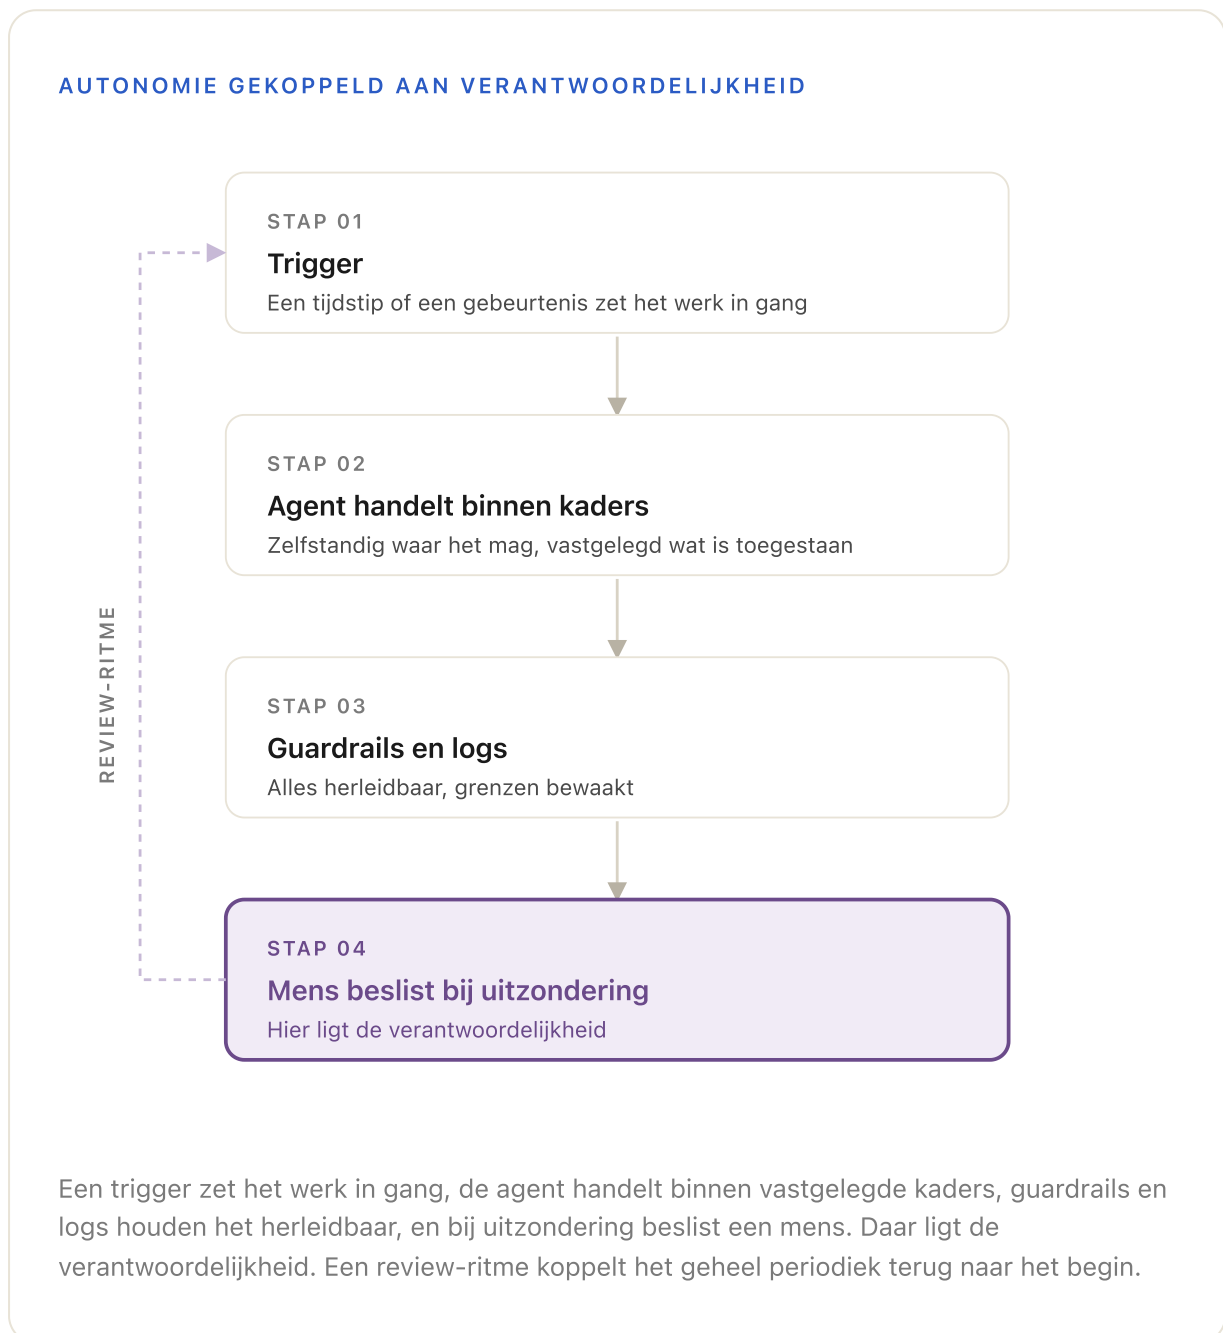 AUTONOMIE GEKOPPELD AAN VERANTWOORDELIJKHEID
STAP 01
Trigger
Een tijdstip of een gebeurtenis zet het werk in gang
STAP 02
Agent handelt binnen kaders
Zelfstandig waar het mag, vastgelegd wat is toegestaan
REVIEW-RITME
STAP 03
Guardrails en logs
Alles herleidbaar, grenzen bewaakt
STAP 04
Mens beslist bij uitzondering
Hier ligt de verantwoordelijkheid
Een trigger zet het werk in gang, de agent handelt binnen vastgelegde kaders, guardrails en
logs houden het herleidbaar, en bij uitzondering beslist een mens. Daar ligt de
verantwoordelijkheid. Een review-ritme koppelt het geheel periodiek terug naar het begin.